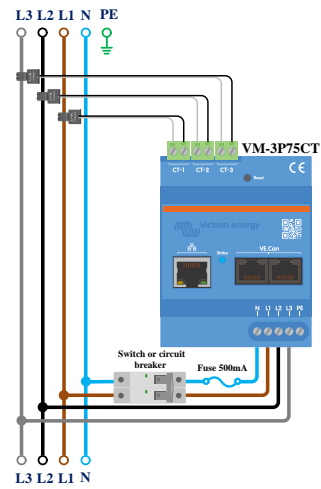 L3 L2 L1 N PE
VM-3P75CT
CT-1 CT-2 CT-3
CE
Reset
victron energy
Status
VE.Can
N L1 L2 L3 PE
Switch or circuit
breaker
Fuse 500mA
L3 L2 L1 N